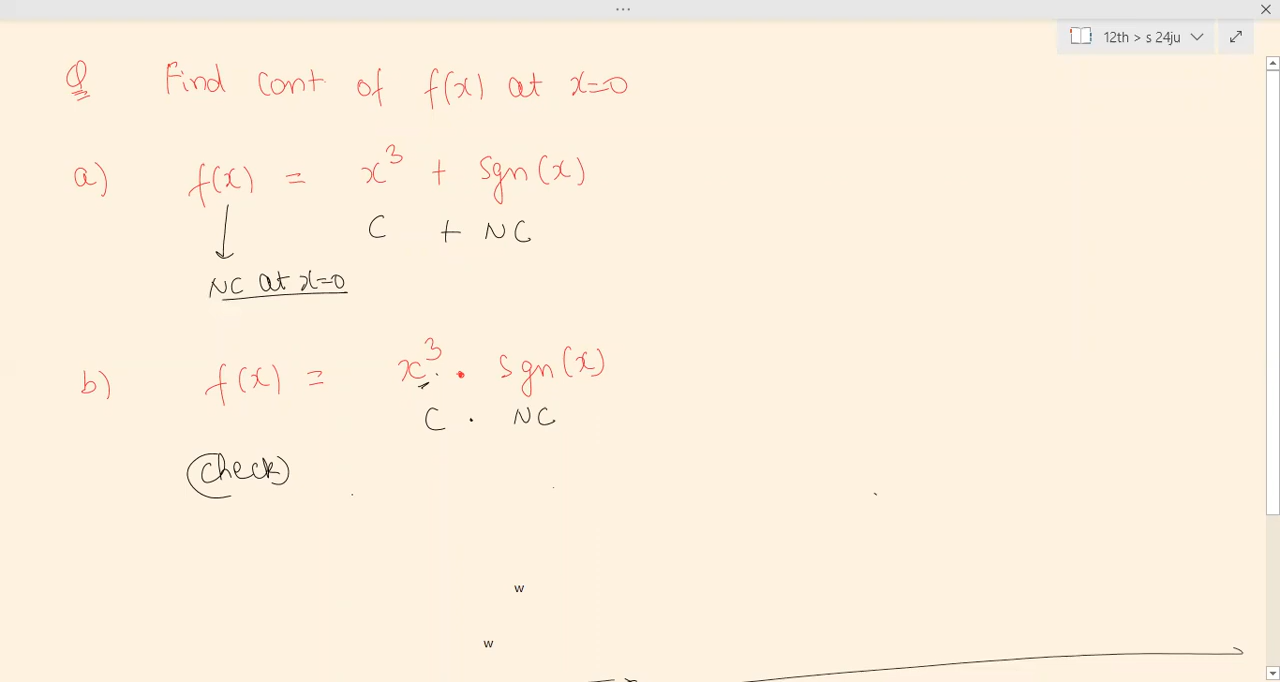 ...
12th > s 24ju
Q Find cont of f(x) at x=0
a) f(x) = x³ + Sgn(x)
C + NC
NC at x=0
b) f(x) = x³ . Sgn(x)
C . NC
Check
w
w